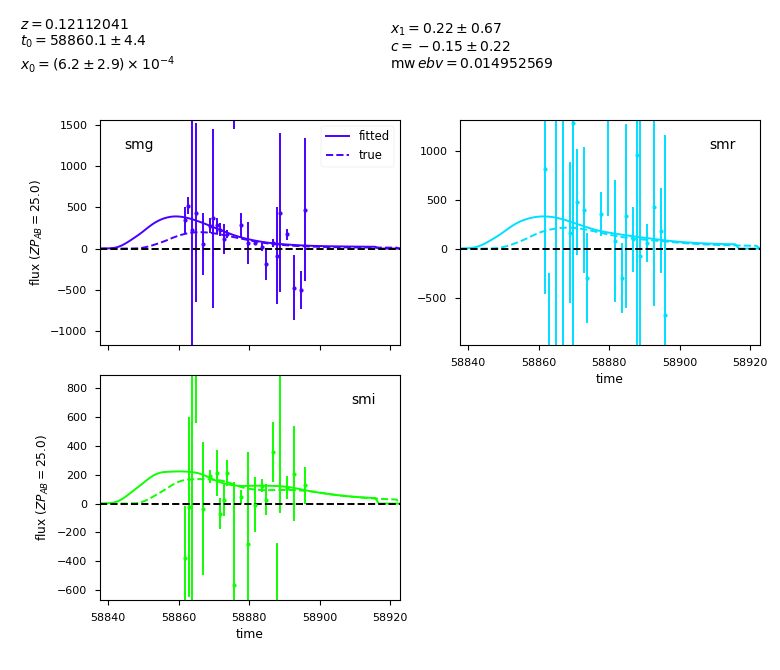 z = 0.12112041
t₀ = 58860.1 ± 4.4
x₀ = (6.2 ± 2.9) × 10⁻⁴
x₁ = 0.22 ± 0.67
c = −0.15 ± 0.22
mw ebv = 0.014952569
smg
fitted
true
1500
1000
500
0
−500
−1000
flux (ZP_AB = 25.0)
smr
1000
500
0
−500
58840 58860 58880 58900 58920
time
smi
800
600
400
200
0
−200
−400
−600
flux (ZP_AB = 25.0)
58840 58860 58880 58900 58920
time